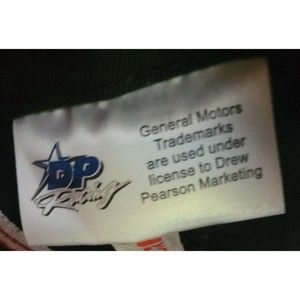 DP
Racing
General Motors
Trademarks
are used under
license to Drew
Pearson Marketing